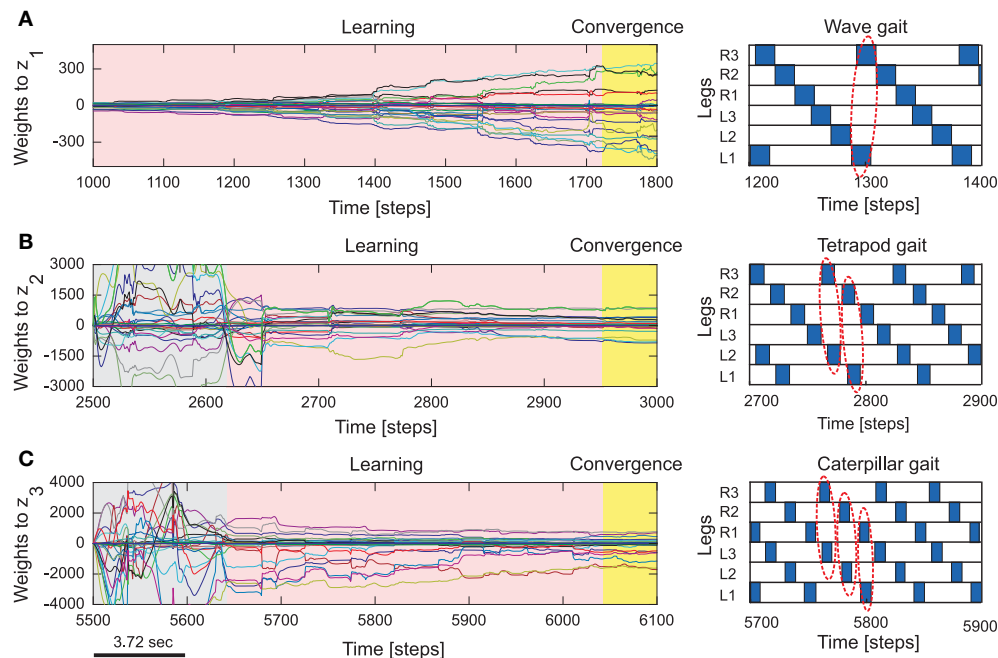 A
Learning
Convergence
Wave gait
Weights to z1
300
0
-300
1000 1100 1200 1300 1400 1500 1600 1700 1800
Time [steps]
Legs
R3
R2
R1
L3
L2
L1
1200 1300 1400
Time [steps]
B
Learning
Convergence
Tetrapod gait
Weights to z2
3000
1500
0
-1500
-3000
2500 2600 2700 2800 2900 3000
Time [steps]
Legs
R3
R2
R1
L3
L2
L1
2700 2800 2900
Time [steps]
C
Learning
Convergence
Caterpillar gait
Weights to z3
4000
2000
0
2000
-4000
5500 5600 5700 5800 5900 6000 6100
3.72 sec
Time [steps]
Legs
R3
R2
R1
L3
L2
L1
5700 5800 5900
Time [steps]